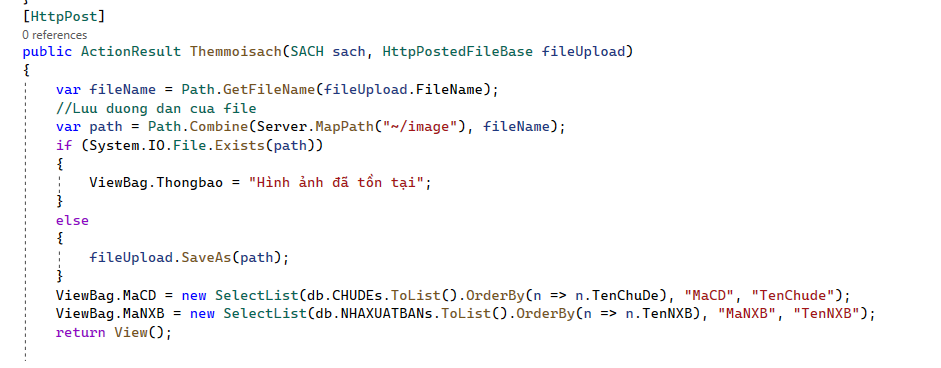 }
[HttpPost]
0 references
public ActionResult Themmoisach(SACH sach, HttpPostedFileBase fileUpload)
{
var fileName = Path.GetFileName(fileUpload.FileName);
//Luu duong dan cua file
var path = Path.Combine(Server.MapPath("~/image"), fileName);
if (System.IO.File.Exists(path))
{
ViewBag.Thongbao = "Hình ảnh đã tồn tại";
}
else
{
fileUpload.SaveAs(path);
}
ViewBag.MaCD = new SelectList(db.CHUDEs.ToList().OrderBy(n => n.TenChuDe), "MaCD", "TenChude");
ViewBag.MaNXB = new SelectList(db.NHAXUATBANs.ToList().OrderBy(n => n.TenNXB), "MaNXB", "TenNXB");
return View();